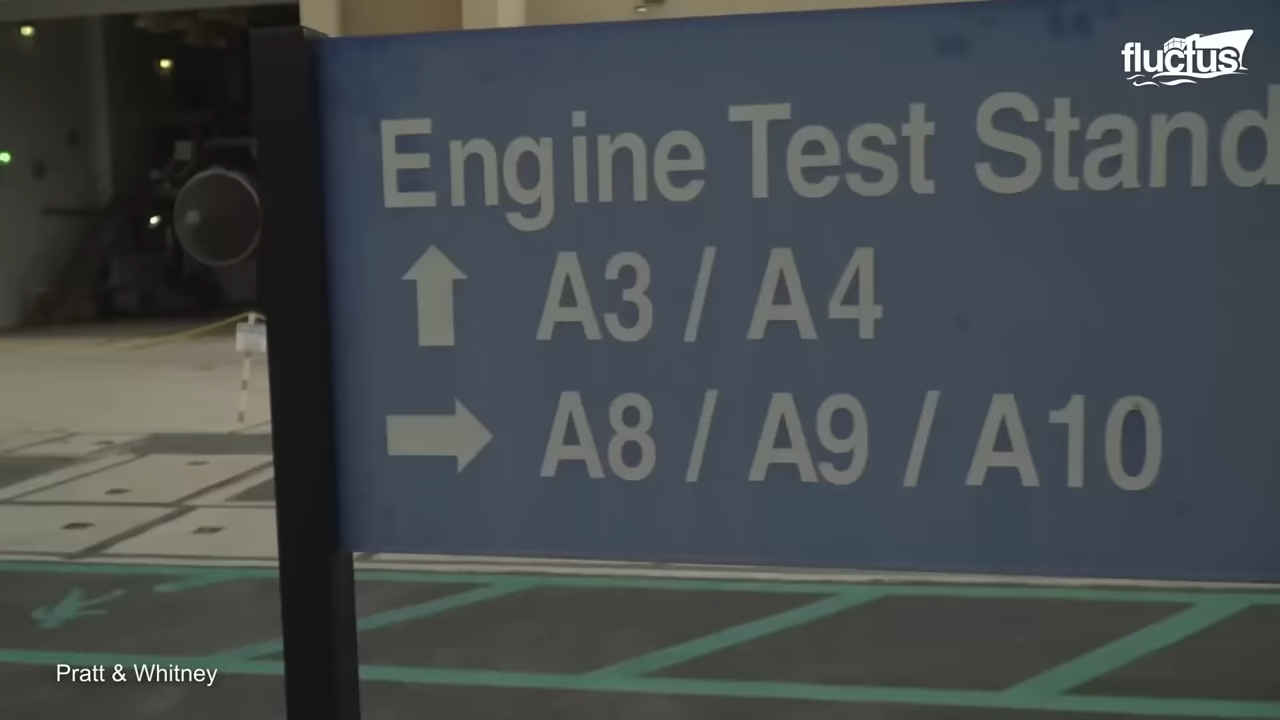 fluctus
Engine Test Stand
↑ A3 / A4
→ A8 / A9 / A10
Pratt & Whitney